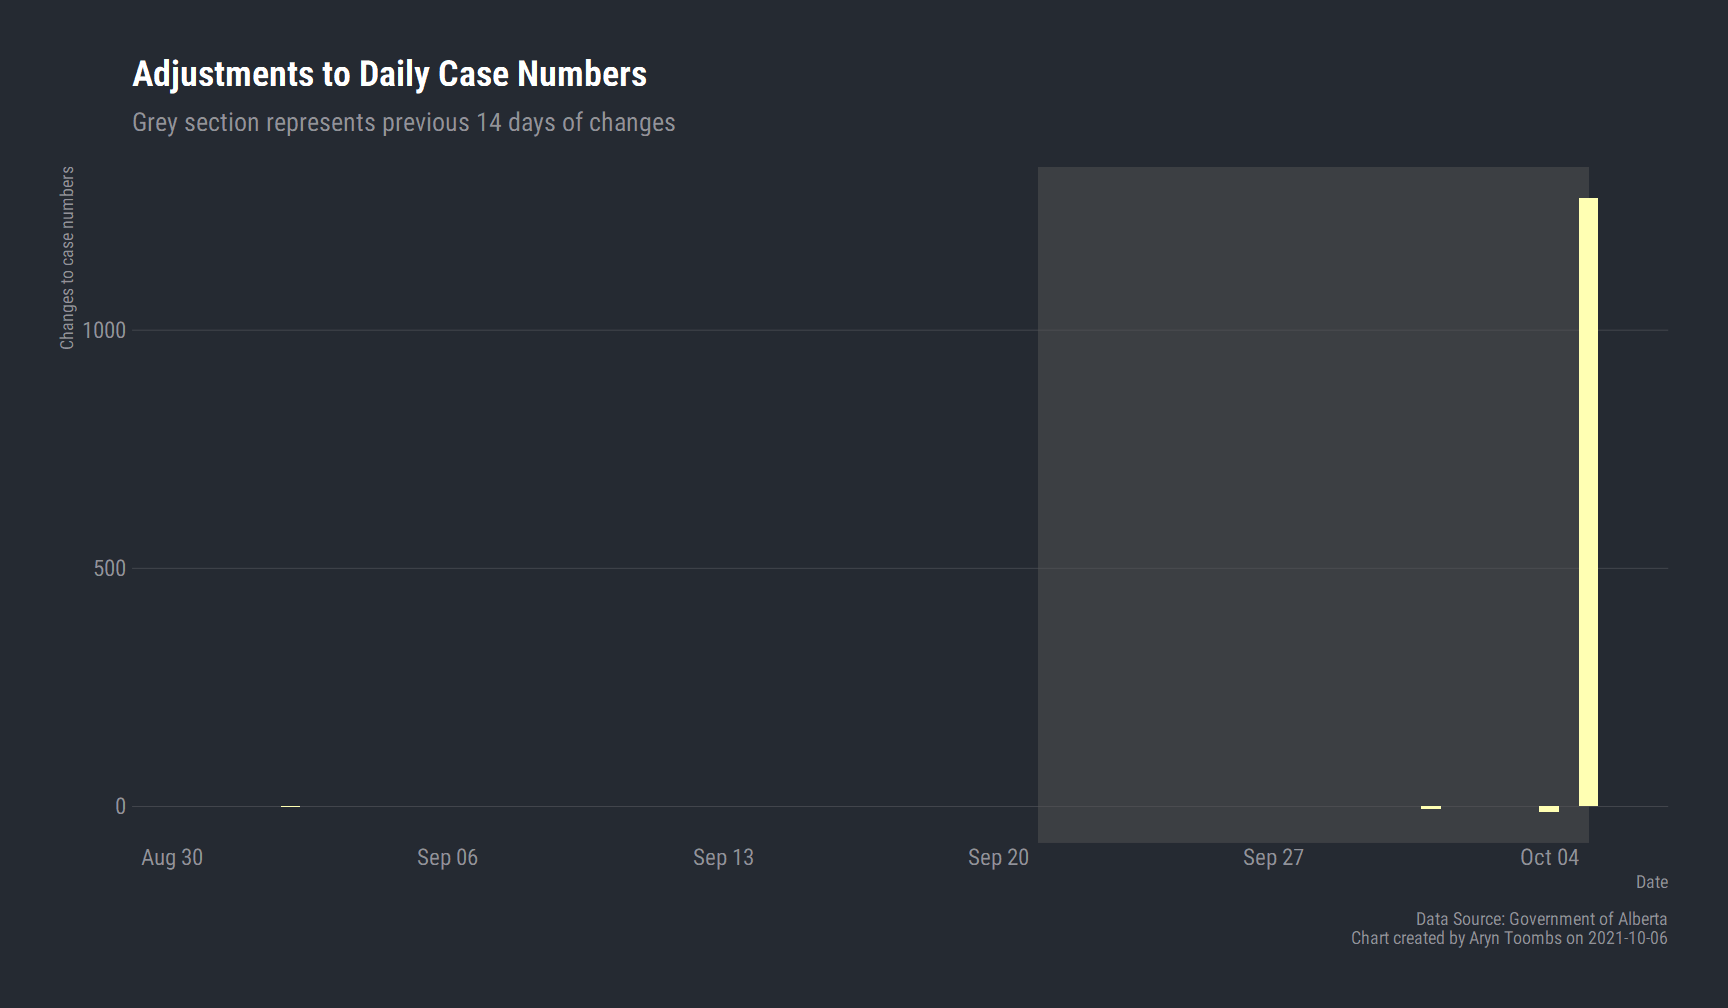 Adjustments to Daily Case Numbers
Grey section represents previous 14 days of changes
Changes to case numbers
1000
500
0
Aug 30
Sep 06
Sep 13
Sep 20
Sep 27
Oct 04
Date
Data Source: Government of Alberta
Chart created by Aryn Toombs on 2021-10-06